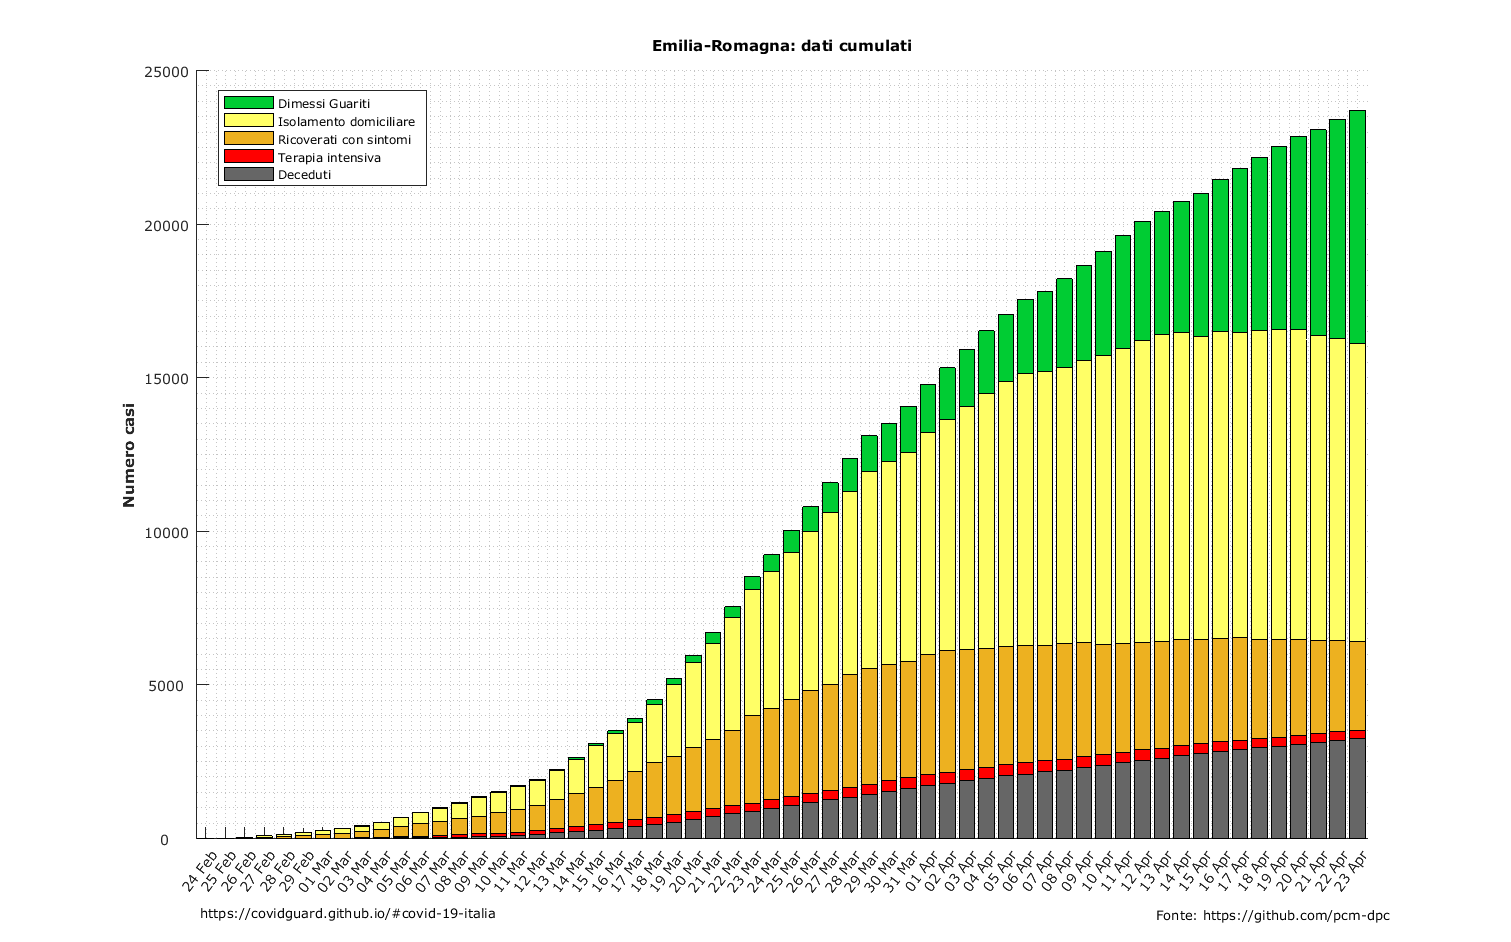 Emilia-Romagna: dati cumulati
25000
20000
15000
10000
5000
0
Numero casi
Dimessi Guariti
Isolamento domiciliare
Ricoverati con sintomi
Terapia intensiva
Deceduti
24 Feb
25 Feb
26 Feb
27 Feb
28 Feb
29 Feb
01 Mar
02 Mar
03 Mar
04 Mar
05 Mar
06 Mar
07 Mar
08 Mar
09 Mar
10 Mar
11 Mar
12 Mar
13 Mar
14 Mar
15 Mar
16 Mar
17 Mar
18 Mar
19 Mar
20 Mar
21 Mar
22 Mar
23 Mar
24 Mar
25 Mar
26 Mar
27 Mar
28 Mar
29 Mar
30 Mar
31 Mar
01 Apr
02 Apr
03 Apr
04 Apr
05 Apr
06 Apr
07 Apr
08 Apr
09 Apr
10 Apr
11 Apr
12 Apr
13 Apr
14 Apr
15 Apr
16 Apr
17 Apr
18 Apr
19 Apr
20 Apr
21 Apr
22 Apr
23 Apr
https://covidguard.github.io/#covid-19-italia
Fonte: https://github.com/pcm-dpc